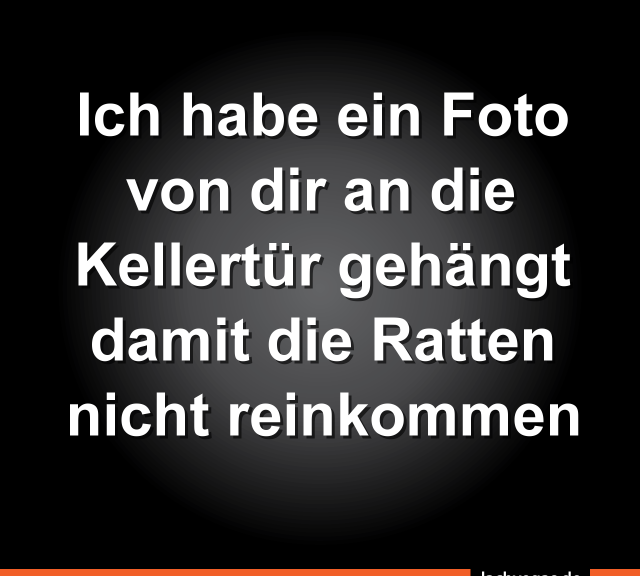 Ich habe ein Foto
von dir an die
Kellertür gehängt
damit die Ratten
nicht reinkommen